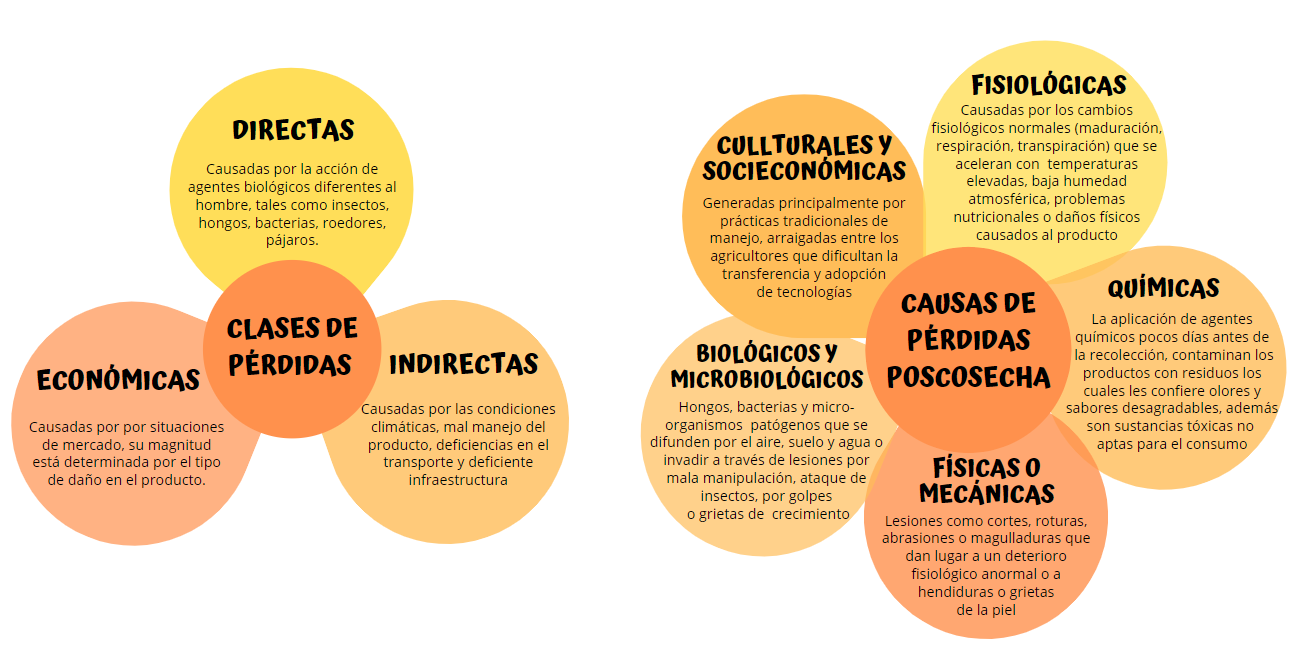 DIRECTAS
Causadas por la acción de
agentes biológicos diferentes al
hombre, tales como insectos,
hongos, bacterias, roedores,
pájaros.
CLASES DE
PÉRDIDAS
ECONÓMICAS
Causadas por por situaciones
de mercado, su magnitud
está determinada por el tipo
de daño en el producto.
INDIRECTAS
Causadas por las condiciones
climáticas, mal manejo del
producto, deficiencias en el
transporte y deficiente
infraestructura
CULLTURALES Y
SOCIECONÓMICAS
Generadas principalmente por
prácticas tradicionales de
manejo, arraigadas entre los
agricultores que dificultan la
transferencia y adopción
de tecnologías
FISIOLÓGICAS
Causadas por los cambios
fisiológicos normales (maduración,
respiración, transpiración) que se
aceleran con temperaturas
elevadas, baja humedad
atmosférica, problemas
nutricionales o daños físicos
causados al producto
CAUSAS DE
PÉRDIDAS
POSCOSECHA
QUÍMICAS
La aplicación de agentes
químicos pocos días antes de
la recolección, contaminan los
productos con residuos los
cuales les confiere olores y
sabores desagradables, además
son sustancias tóxicas no
aptas para el consumo
BIOLÓGICOS Y
MICROBIOLÓGICOS
Hongos, bacterias y micro-
organismos patógenos que se
difunden por el aire, suelo y agua o
invadir a través de lesiones por
mala manipulación, ataque de
insectos, por golpes
o grietas de crecimiento
FÍSICAS O
MECÁNICAS
Lesiones como cortes, roturas,
abrasiones o magulladuras que
dan lugar a un deterioro
fisiológico anormal o a
hendiduras o grietas
de la piel